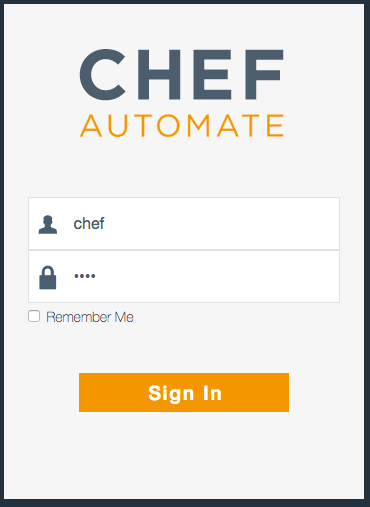 CHEF
AUTOMATE
chef
••••
Remember Me
Sign In